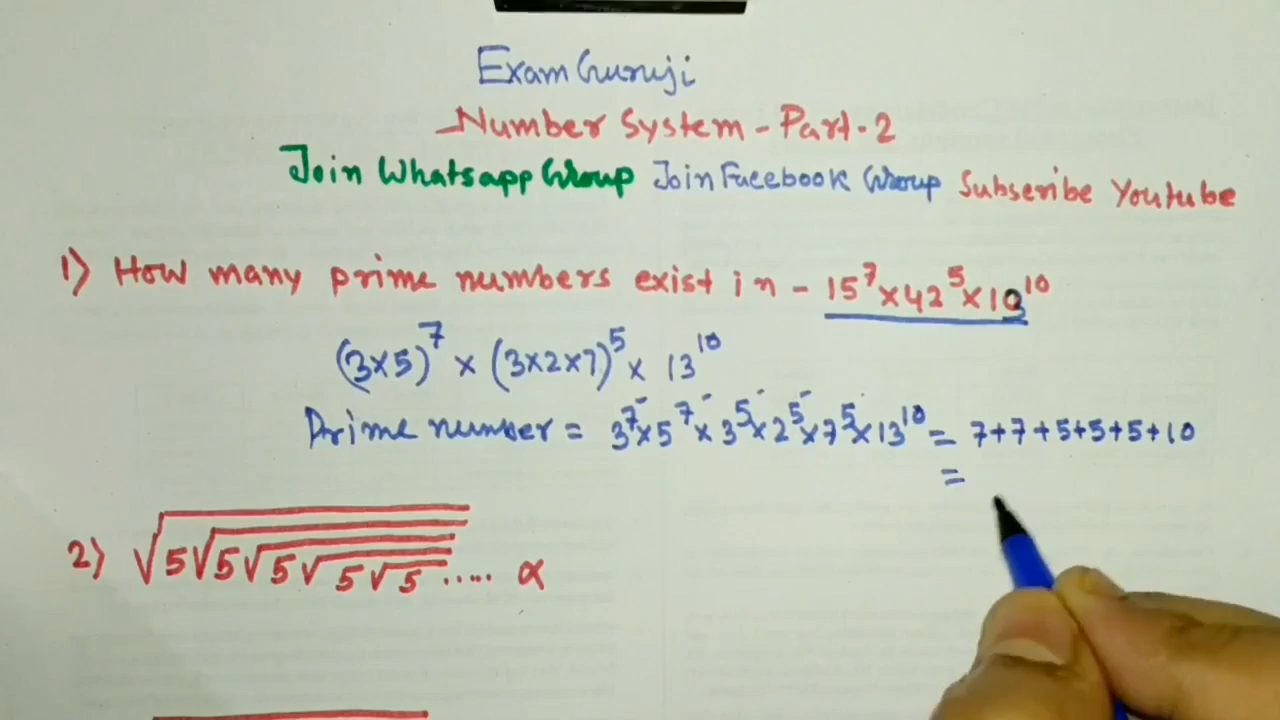 Exam Guruji
Number System - Part-2
Join Whatsapp Group Join Facebook Group Subscribe Youtube
1) How many prime numbers exist in - 15⁷×42⁵×13¹⁰
(3×5)⁷ × (3×2×7)⁵ × 13¹⁰
Prime number = 3⁷×5⁷×3⁵×2⁵×7⁵×13¹⁰ = 7+7+5+5+5+10
=
2) √5√5√5√5√5..... α